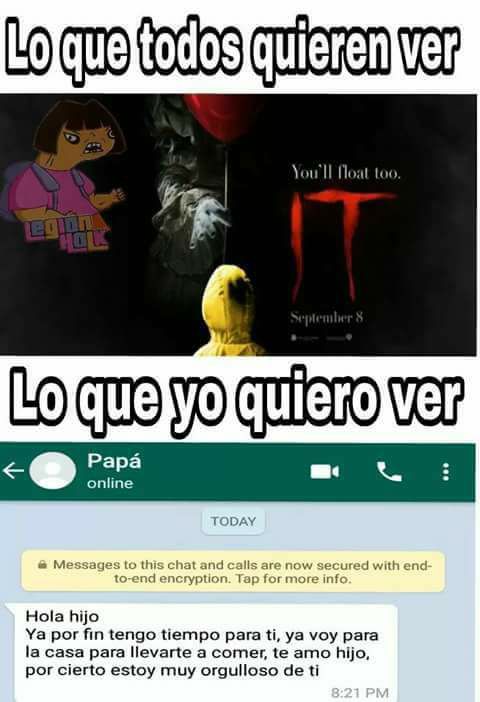 Lo que todos quieren ver
You'll float too.
Legión
Holk
IT
September 8
Lo que yo quiero ver
Papá
online
TODAY
Messages to this chat and calls are now secured with end-
to-end encryption. Tap for more info.
Hola hijo
Ya por fin tengo tiempo para ti, ya voy para
la casa para llevarte a comer, te amo hijo,
por cierto estoy muy orgulloso de ti
8:21 PM